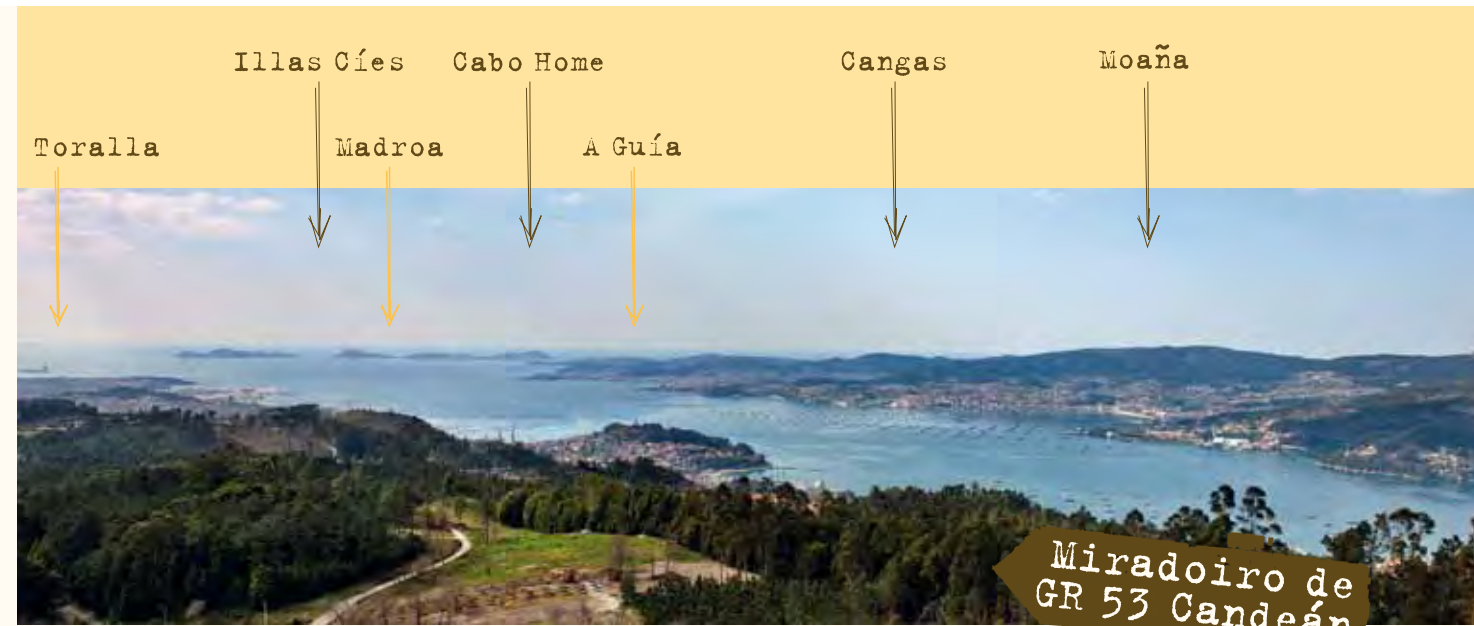 Illas Cíes
Cabo Home
Cangas
Moaña
Toralla
Madroa
A Guía
Miradoiro de
GR 53 Candeán